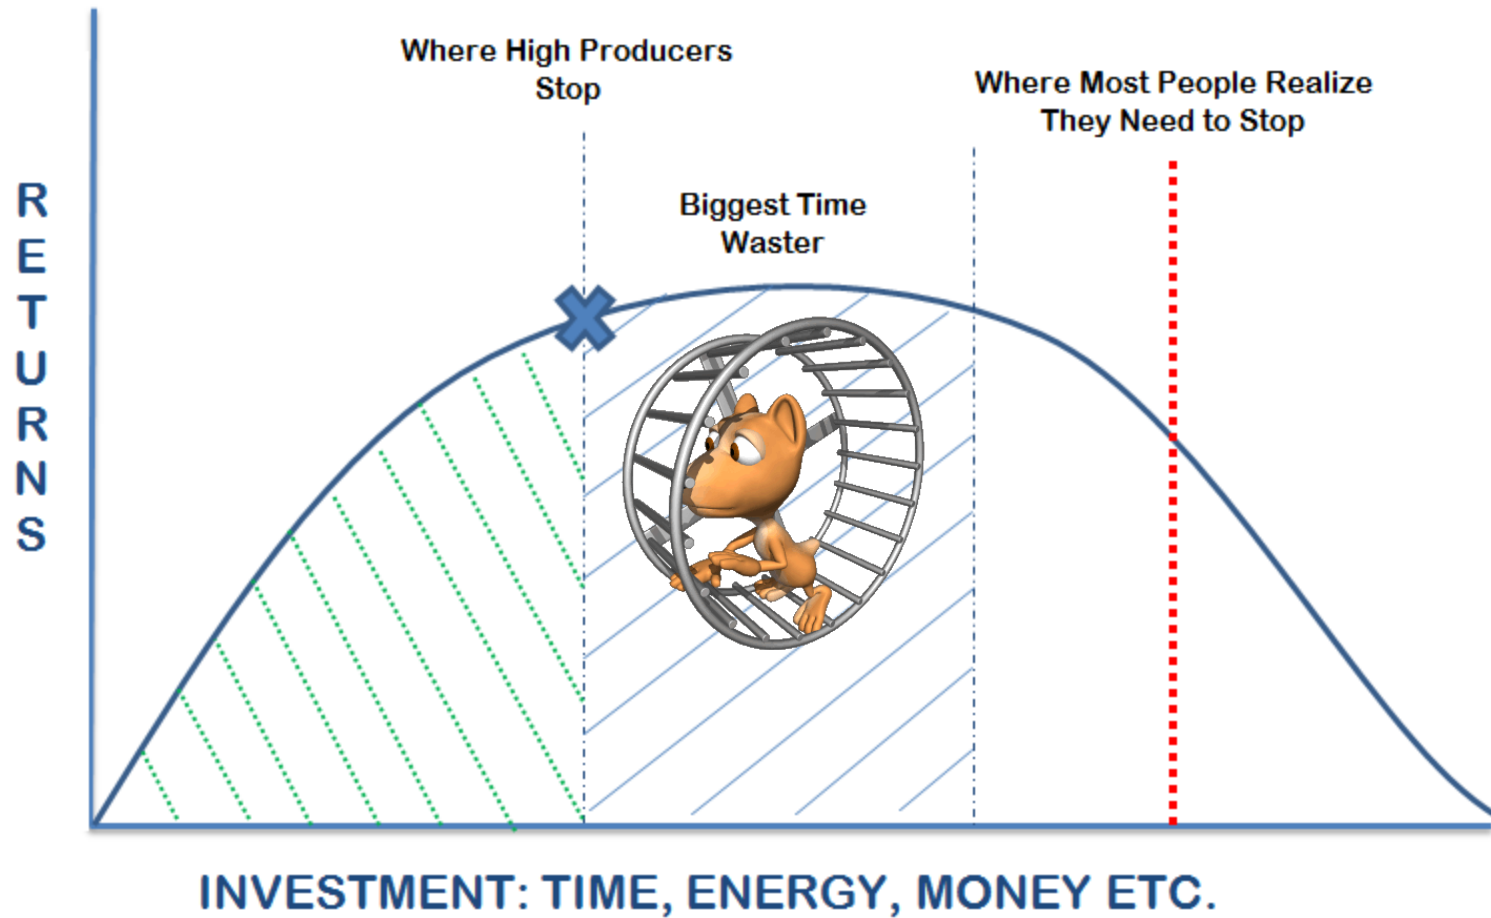 Where High Producers
Stop
Where Most People Realize
They Need to Stop
Biggest Time
Waster
RETURNS
INVESTMENT: TIME, ENERGY, MONEY ETC.